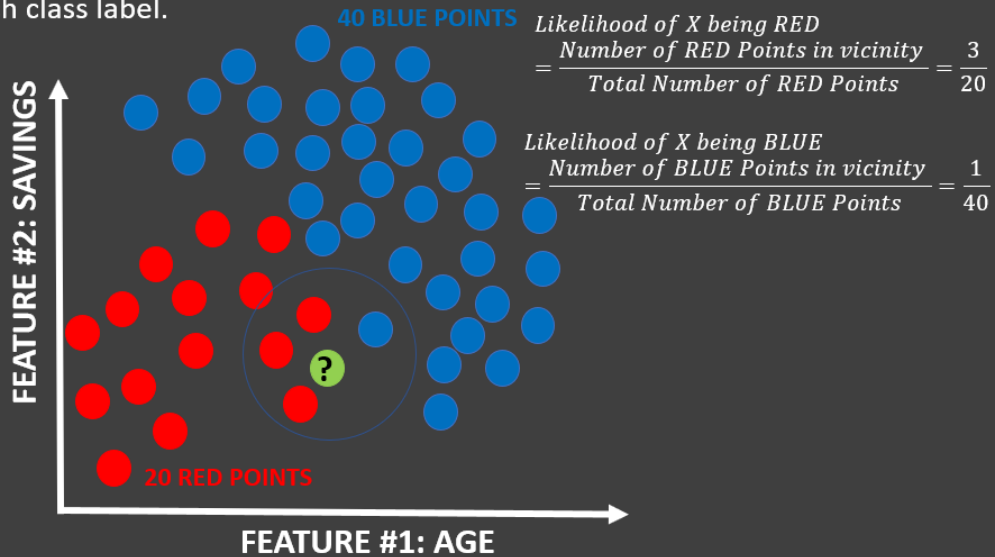 h class label.
40 BLUE POINTS
Likelihood of X being RED
= Number of RED Points in vicinity / Total Number of RED Points = 3 / 20
Likelihood of X being BLUE
= Number of BLUE Points in vicinity / Total Number of BLUE Points = 1 / 40
FEATURE #2: SAVINGS
?
20 RED POINTS
FEATURE #1: AGE